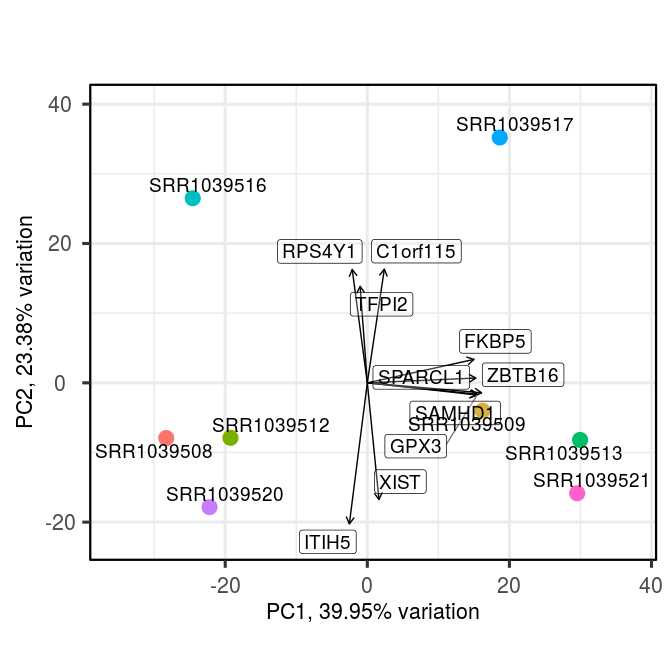 40
SRR1039517
SRR1039516
20
RPS4Y1
C1orf115
TFPI2
FKBP5
SPARCL1
ZBTB16
0
SAMHD1
SRR1039509
SRR1039512
GPX3
SRR1039508
SRR1039513
XIST
SRR1039521
SRR1039520
-20
ITIH5
-20
0
20
40
PC1, 39.95% variation
PC2, 23.38% variation